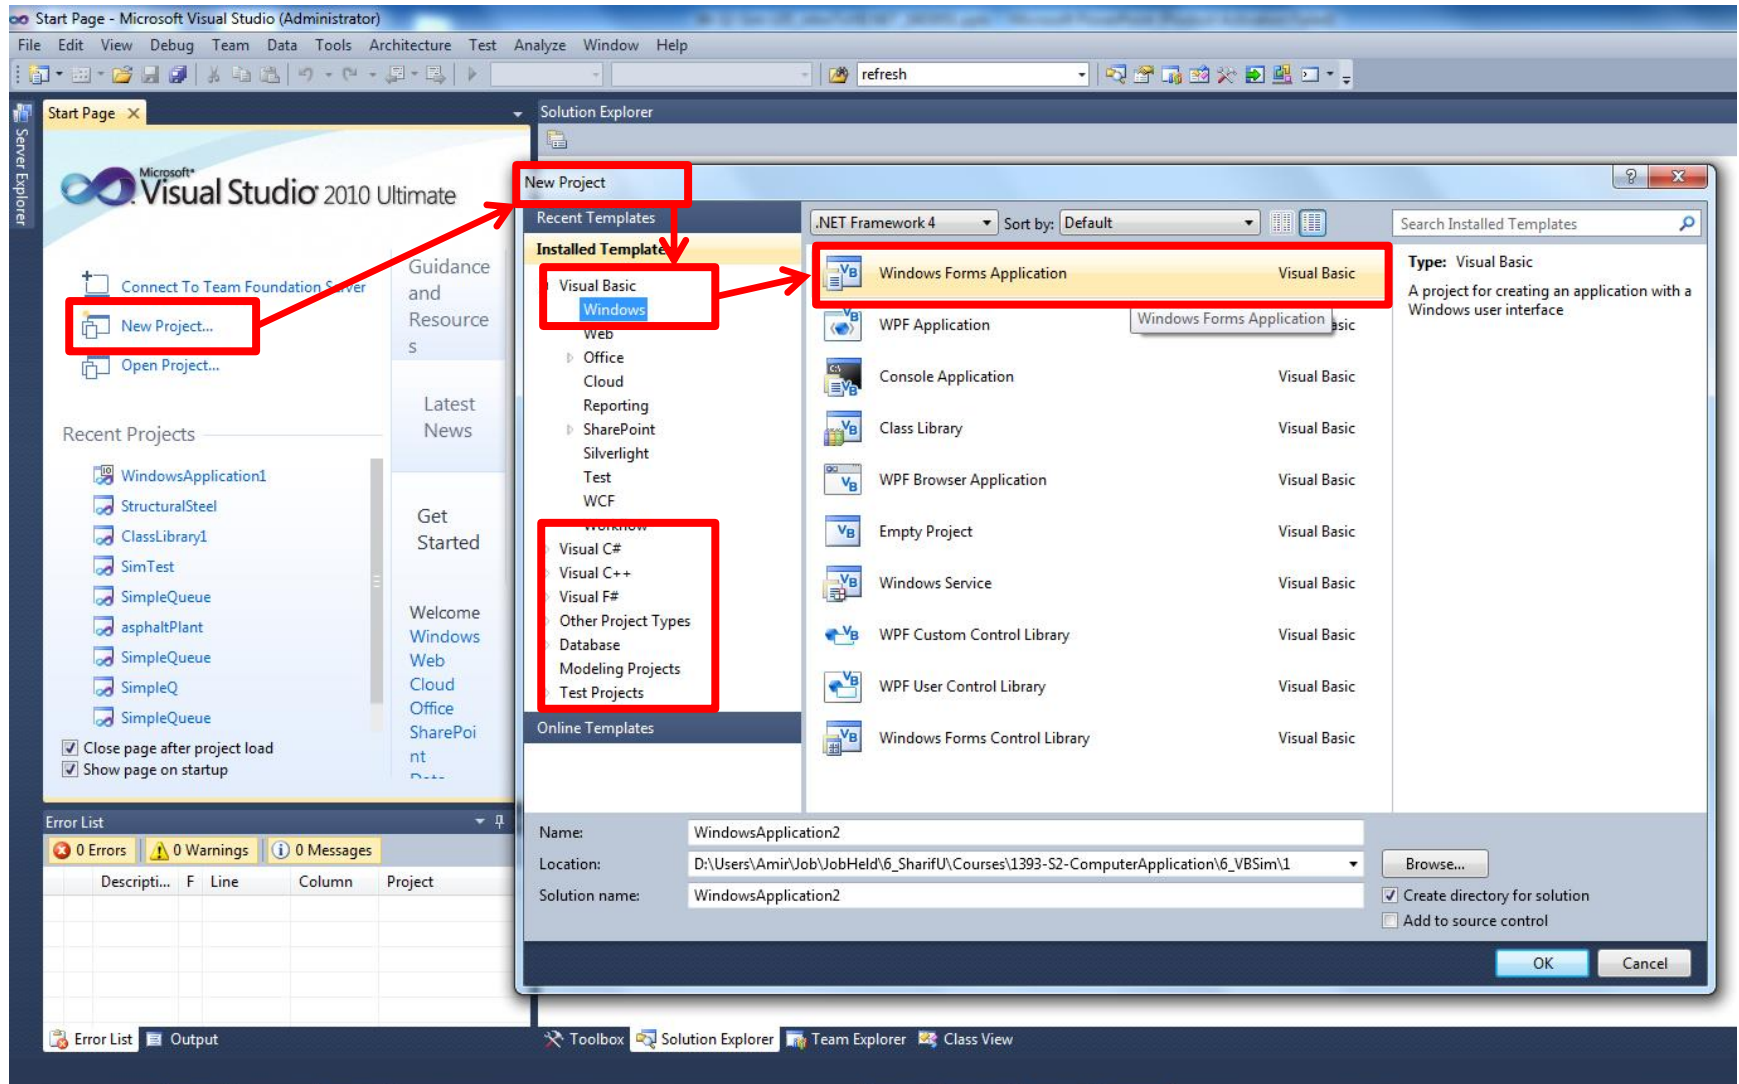 Start Page - Microsoft Visual Studio (Administrator)
File Edit View Debug Team Data Tools Architecture Test Analyze Window Help
refresh
Server Explorer
Start Page
Microsoft
Visual Studio 2010 Ultimate
Connect To Team Foundation Server
New Project...
Open Project...
Recent Projects
WindowsApplication1
StructuralSteel
ClassLibrary1
SimTest
SimpleQueue
asphaltPlant
SimpleQueue
SimpleQ
SimpleQueue
Close page after project load
Show page on startup
Guidance
and
Resource
s
Latest
News
Get
Started
Welcome
Windows
Web
Cloud
Office
SharePoi
nt
Data
Solution Explorer
New Project
Recent Templates
Installed Template
Visual Basic
Windows
Web
Office
Cloud
Reporting
SharePoint
Silverlight
Test
WCF
Workflow
Visual C#
Visual C++
Visual F#
Other Project Types
Database
Modeling Projects
Test Projects
Online Templates
.NET Framework 4 Sort by: Default
Search Installed Templates
Windows Forms Application Visual Basic
WPF Application asic
Windows Forms Application
Console Application Visual Basic
Class Library Visual Basic
WPF Browser Application Visual Basic
Empty Project Visual Basic
Windows Service Visual Basic
WPF Custom Control Library Visual Basic
WPF User Control Library Visual Basic
Windows Forms Control Library Visual Basic
Type: Visual Basic
A project for creating an application with a
Windows user interface
Name: WindowsApplication2
Location: D:\Users\Amir\Job\JobHeld\6_SharifU\Courses\1393-S2-ComputerApplication\6_VBSim\1
Browse...
Solution name: WindowsApplication2
Create directory for solution
Add to source control
OK Cancel
Error List
0 Errors 0 Warnings 0 Messages
Descripti... F Line Column Project
Error List Output
Toolbox Solution Explorer Team Explorer Class View